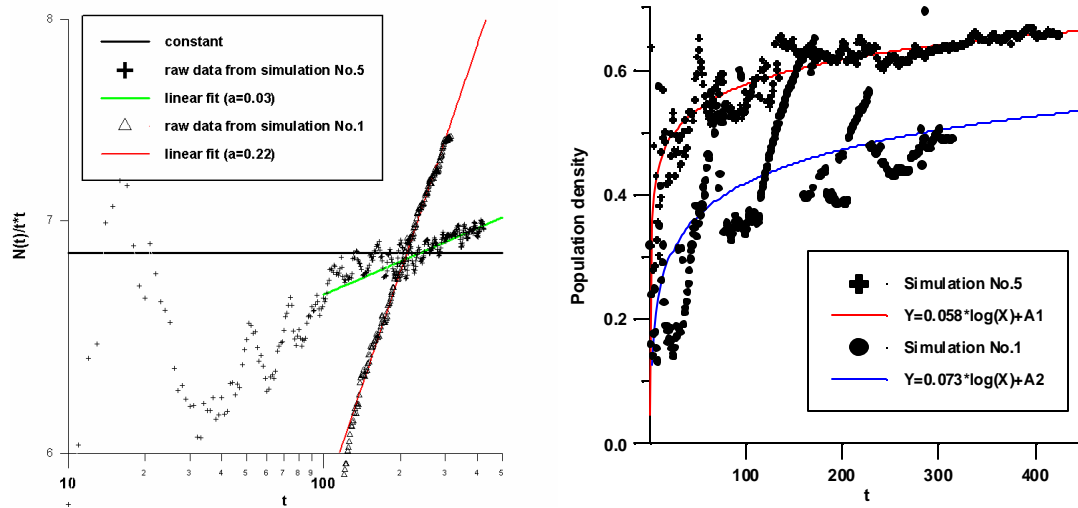 8
7
6
N(t)/t*t
constant
raw data from simulation No.5
linear fit (a=0.03)
raw data from simulation No.1
linear fit (a=0.22)
10 2 3 4 5 6 7 8 9 100 2 3 4 5
t
0.6
0.4
0.2
0.0
Population density
Simulation No.5
Y=0.058*log(X)+A1
Simulation No.1
Y=0.073*log(X)+A2
100 200 300 400
t